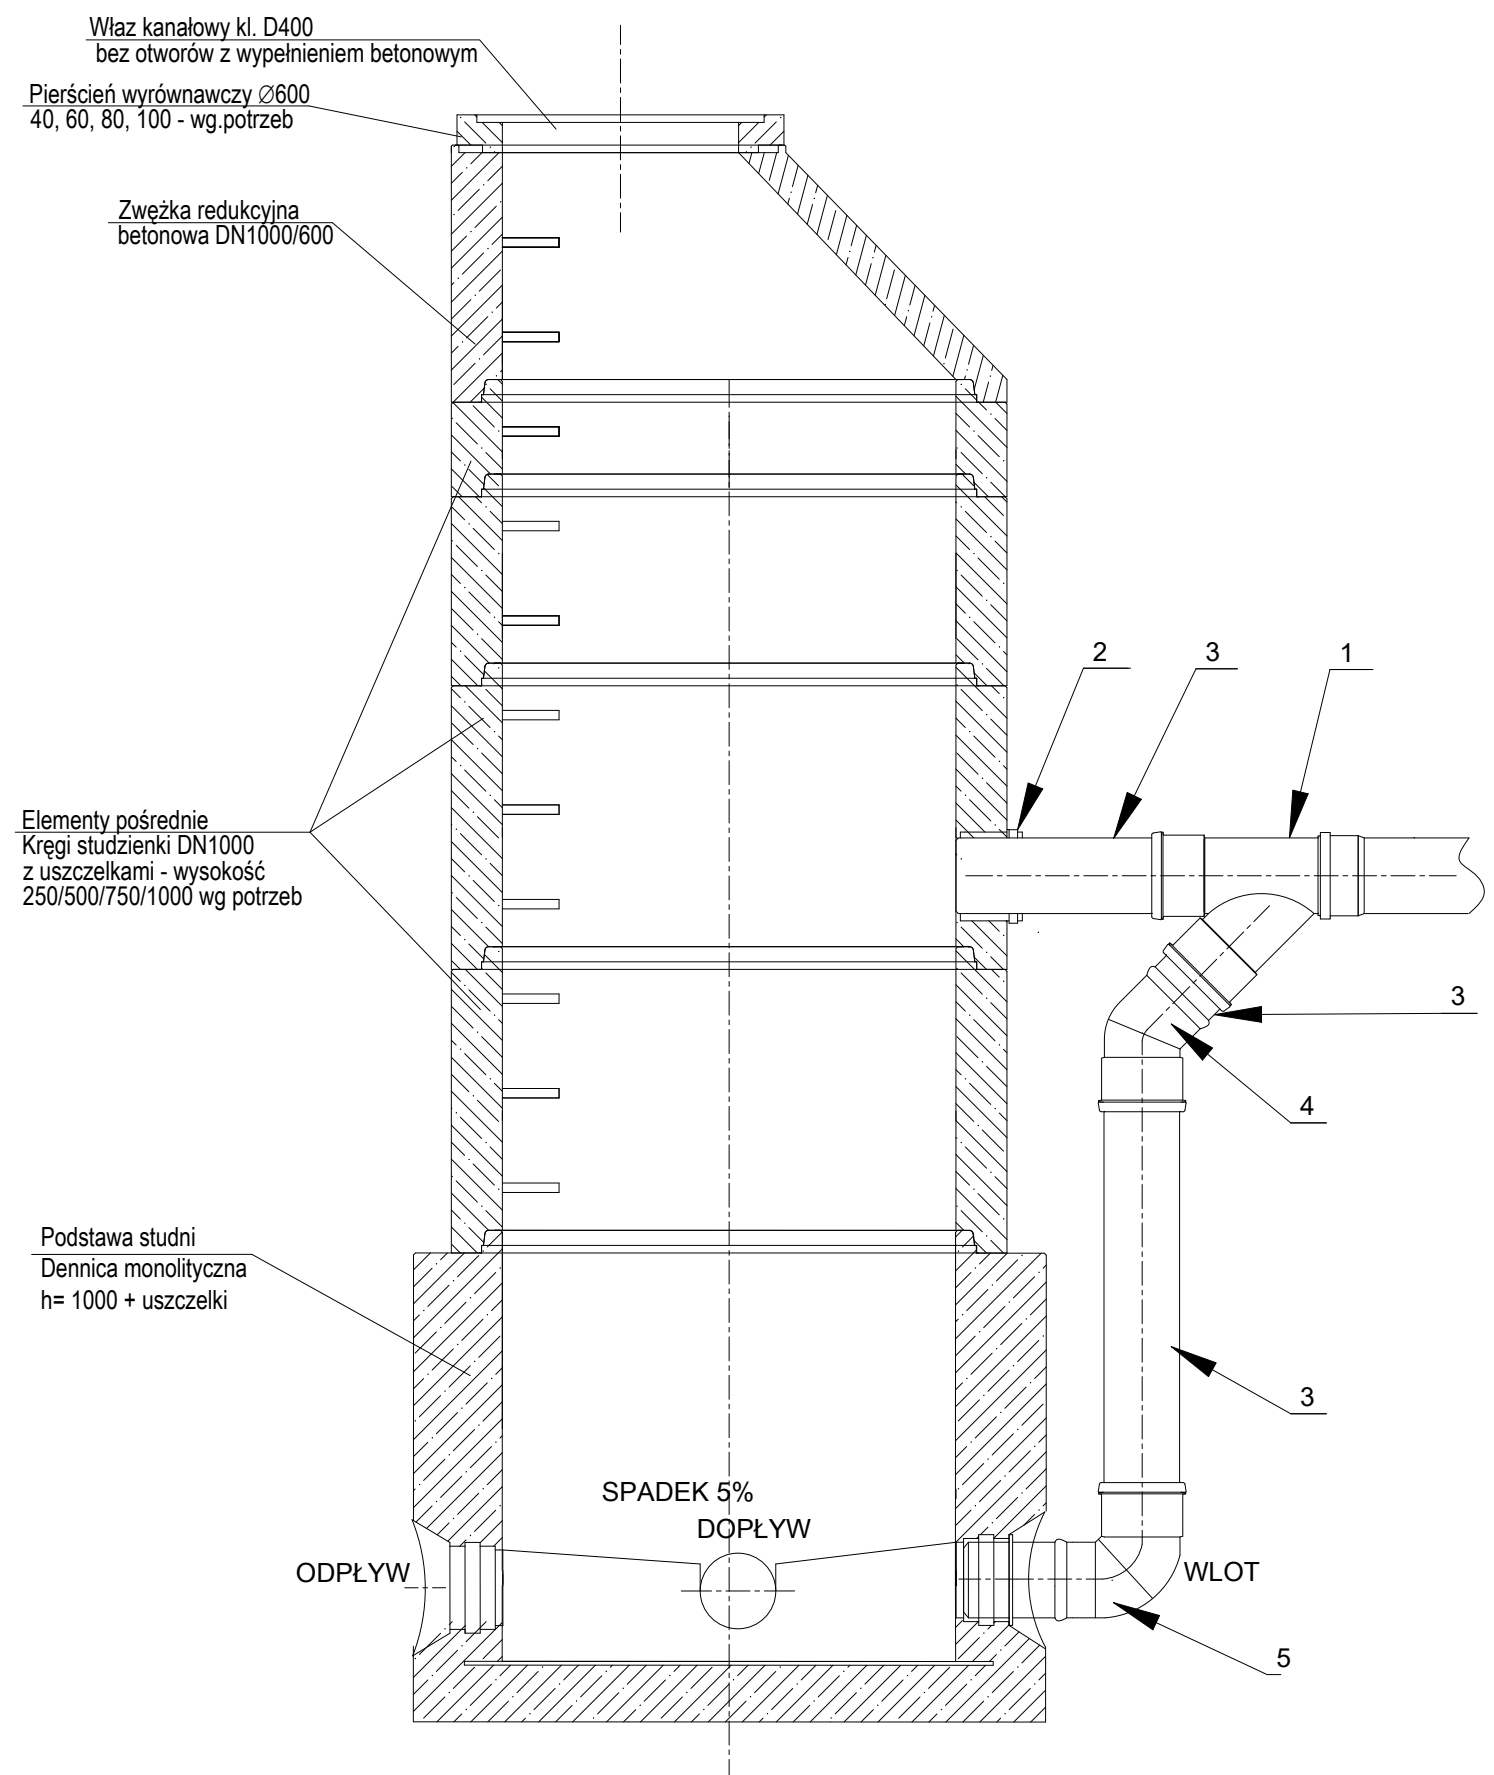 Właz kanałowy kl. D400
bez otworów z wypełnieniem betonowym
Pierścień wyrównawczy ∅600
40, 60, 80, 100 - wg.potrzeb
Zwężka redukcyjna
betonowa DN1000/600
2
3
1
Elementy pośrednie
Kręgi studzienki DN1000
z uszczelkami - wysokość
250/500/750/1000 wg potrzeb
3
4
Podstawa studni
Dennica monolityczna
h= 1000 + uszczelki
3
SPADEK 5%
DOPŁYW
ODPŁYW
WLOT
5